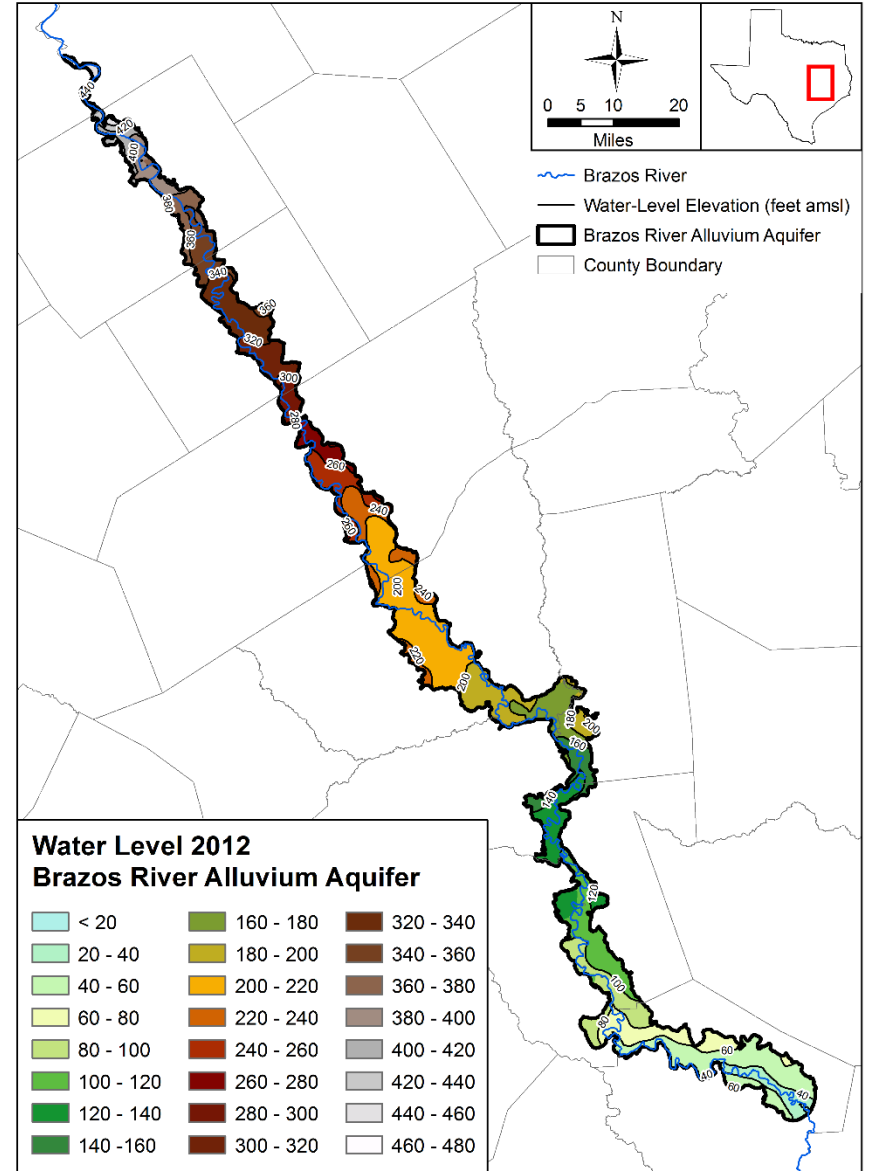 N
0 5 10 20
Miles
Brazos River
Water-Level Elevation (feet amsl)
Brazos River Alluvium Aquifer
County Boundary
440
420
400
380
360
340
360
320
300
280
260
240
260
200
240
220
200
180
200
160
140
120
100
80
60
40
60
40
Water Level 2012
Brazos River Alluvium Aquifer
< 20
20 - 40
40 - 60
60 - 80
80 - 100
100 - 120
120 - 140
140 -160
160 - 180
180 - 200
200 - 220
220 - 240
240 - 260
260 - 280
280 - 300
300 - 320
320 - 340
340 - 360
360 - 380
380 - 400
400 - 420
420 - 440
440 - 460
460 - 480